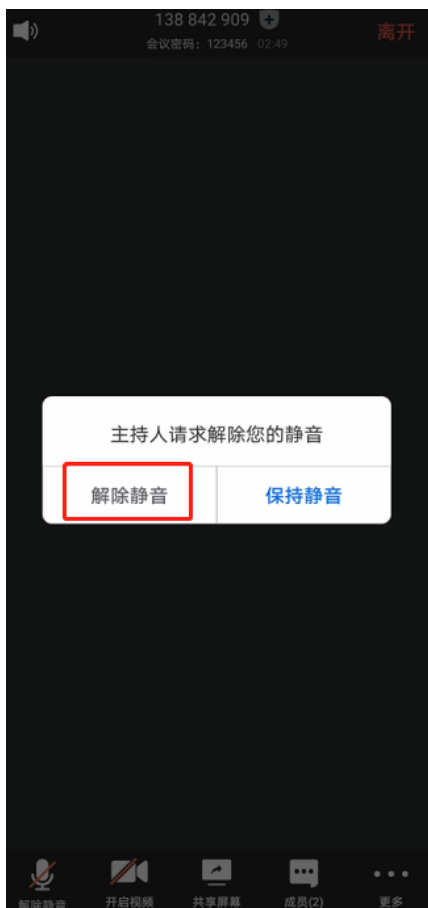 138 842 909
离开
会议密码：123456 02:49
主持人请求解除您的静音
解除静音 保持静音
解除静音 开启视频 共享屏幕 成员(2) 更多